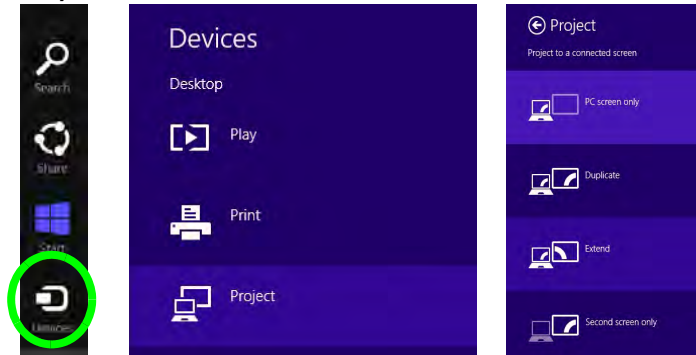 Search
Share
Start
Devices
Devices
Desktop
Play
Print
Project
Project
Project to a connected screen
PC screen only
Duplicate
Extend
Second screen only